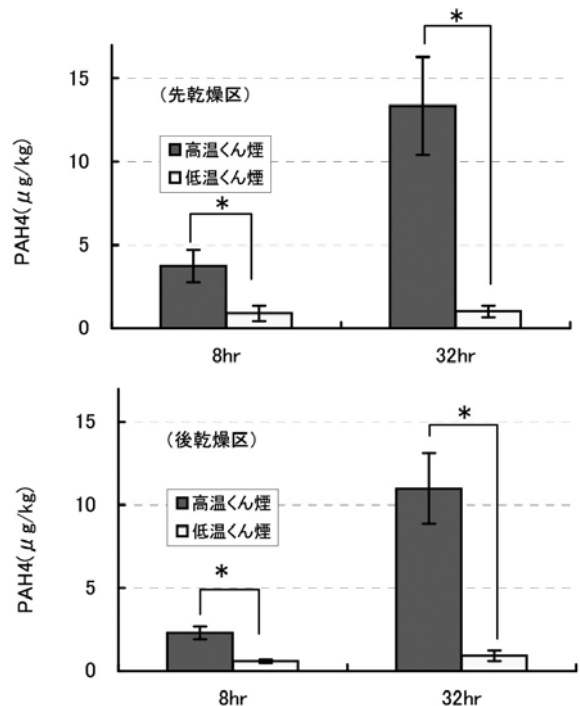 *
15
(先乾燥区)
高温くん煙
低温くん煙
10
*
PAH4(μg/kg)
5
0
8hr
32hr
15
*
(後乾燥区)
高温くん煙
低温くん煙
10
PAH4(μg/kg)
5
*
0
8hr
32hr